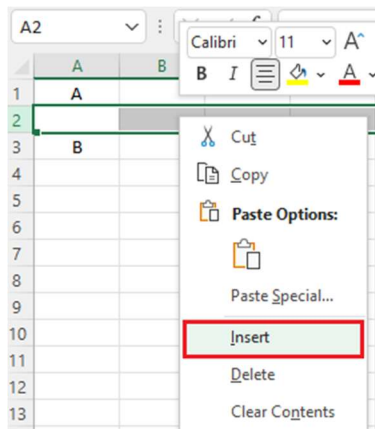 A2
Calibri 11 A
B I A
A B
1 A
2
3 B
4
5
6
7
8
9
10
11
12
13
Cut
Copy
Paste Options:
Paste Special...
Insert
Delete
Clear Contents